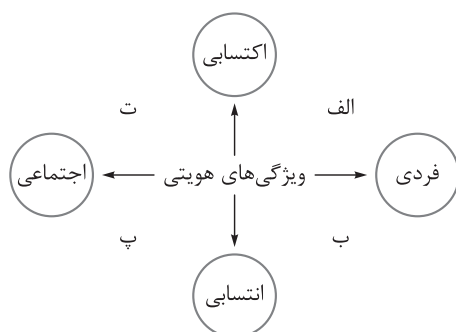 اکتسابی
الف
ت
فردی
ویژگی‌های هویتی
اجتماعی
ب
پ
انتسابی